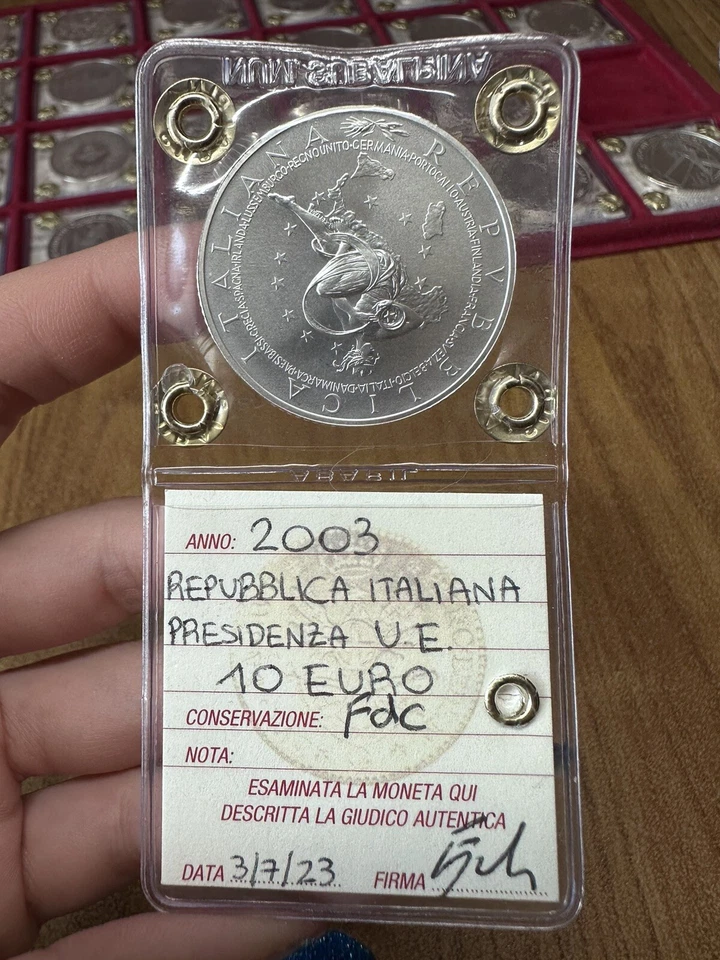 NUM. SUBALPINA
REPVBBLICA ITALIANA
GERMANIA·PORTOGALLO·AUSTRIA·FINLANDIA·FRANCIA·SVEZIA·BELGIO·ITALIA·DANIMARCA·PAESI BASSI·GRECIA·SPAGNA·IRLANDA·LUSSEMBURGO·REGNO UNITO
ANNO: 2003
REPUBBLICA ITALIANA
PRESIDENZA U.E.
10 EURO
CONSERVAZIONE: FdC
NOTA:
ESAMINATA LA MONETA QUI
DESCRITTA LA GIUDICO AUTENTICA
DATA 3/7/23 FIRMA